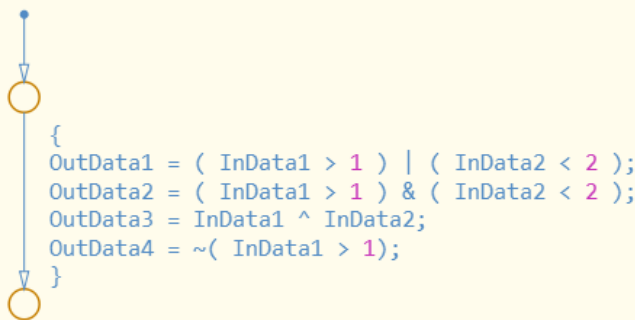 {
OutData1 = ( InData1 > 1 ) | ( InData2 < 2 );
OutData2 = ( InData1 > 1 ) & ( InData2 < 2 );
OutData3 = InData1 ^ InData2;
OutData4 = ~( InData1 > 1);
}